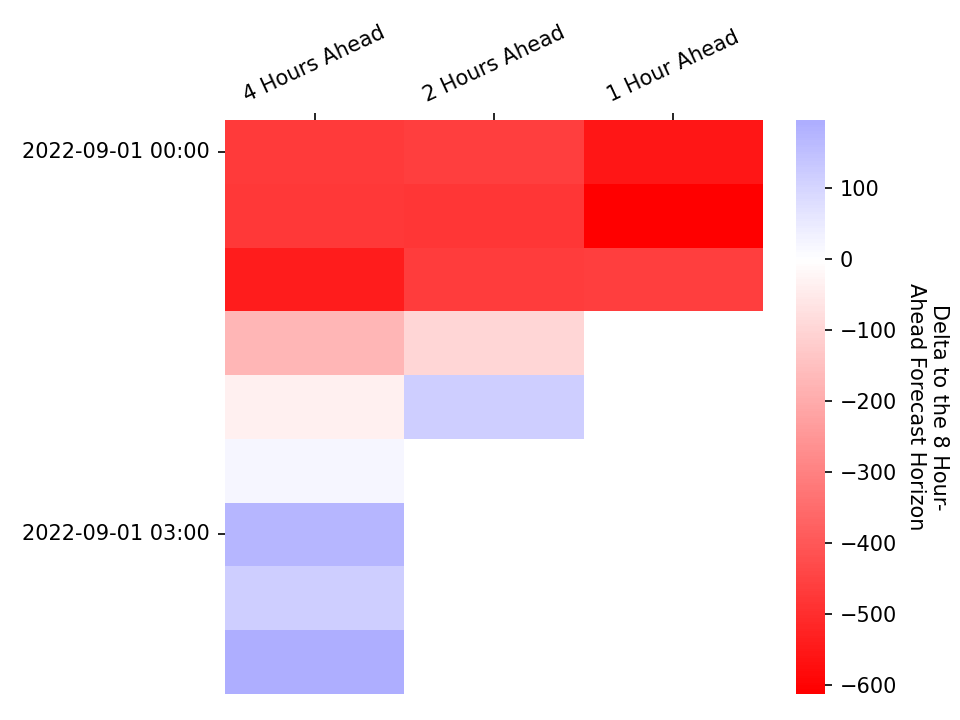 4 Hours Ahead
2 Hours Ahead
1 Hour Ahead
2022-09-01 00:00
2022-09-01 03:00
100
0
−100
−200
−300
−400
−500
−600
Delta to the 8 Hour-
Ahead Forecast Horizon